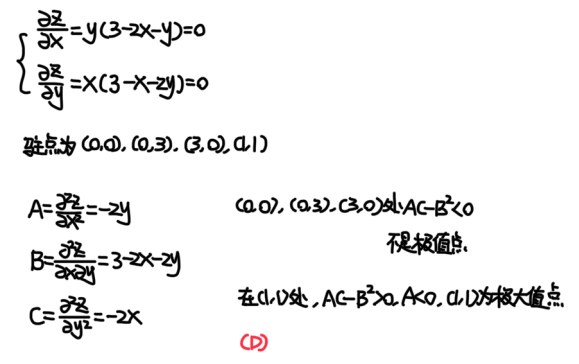 ∂z/∂x=y(3-2x-y)=0
∂z/∂y=x(3-x-2y)=0
驻点为(0,0),(0,3),(3,0),(1,1)
A=∂²z/∂x²=-2y
B=∂²z/∂x∂y=3-2x-2y
C=∂²z/∂y²=-2x
(0,0),(0,3),(3,0)处AC-B²<0
不是极值点.
在(1,1)处,AC-B²>0,A<0,(1,1)为极大值点.
(D)